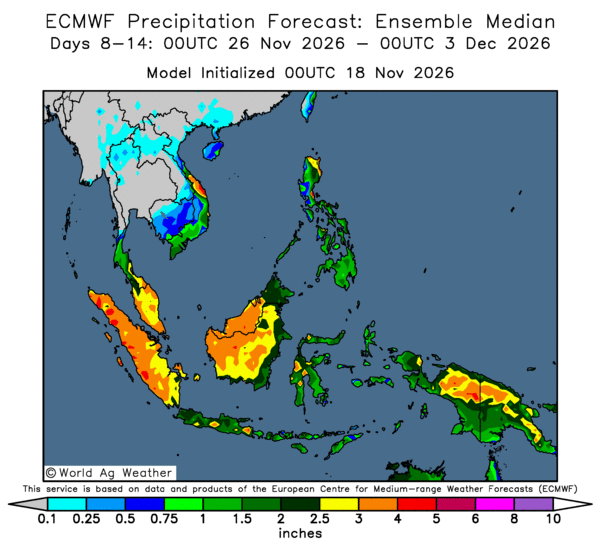 ECMWF Precipitation Forecast: Ensemble Median
Days 8–14: 00UTC 26 Nov 2026 – 00UTC 3 Dec 2026
Model Initialized 00UTC 18 Nov 2026
© World Ag Weather
This service is based on data and products of the European Centre for Medium-range Weather Forecasts (ECMWF)
0.1 0.25 0.5 0.75 1 1.5 2 2.5 3 4 5 6 8 10
inches